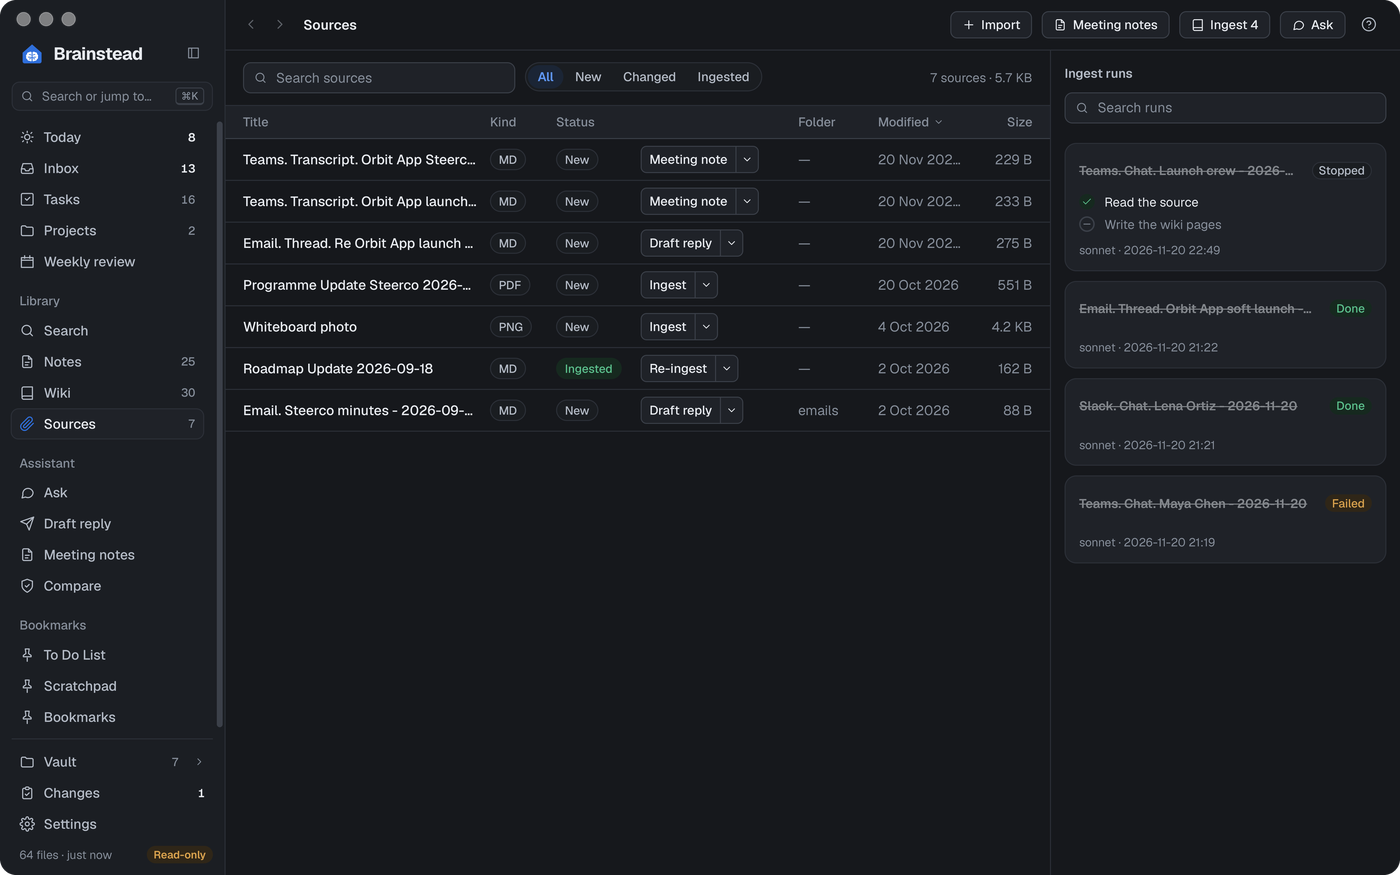 Brainstead
Search or jump to...
⌘K
Today 8
Inbox 13
Tasks 16
Projects 2
Weekly review
Library
Search
Notes 25
Wiki 30
Sources 7
Assistant
Ask
Draft reply
Meeting notes
Compare
Bookmarks
To Do List
Scratchpad
Bookmarks
Vault 7
Changes 1
Settings
64 files · just now Read-only
Sources
Import Meeting notes Ingest 4 Ask
Search sources All New Changed Ingested 7 sources · 5.7 KB
Title Kind Status Folder Modified Size
Teams. Transcript. Orbit App Steerc... MD New Meeting note — 20 Nov 202... 229 B
Teams. Transcript. Orbit App launch... MD New Meeting note — 20 Nov 202... 233 B
Email. Thread. Re Orbit App launch ... MD New Draft reply — 20 Nov 202... 275 B
Programme Update Steerco 2026-... PDF New Ingest — 20 Oct 2026 551 B
Whiteboard photo PNG New Ingest — 4 Oct 2026 4.2 KB
Roadmap Update 2026-09-18 MD Ingested Re-ingest — 2 Oct 2026 162 B
Email. Steerco minutes - 2026-09-... MD New Draft reply emails 2 Oct 2026 88 B
Ingest runs
Search runs
Teams. Chat. Launch crew - 2026-... Stopped
Read the source
Write the wiki pages
sonnet · 2026-11-20 22:49
Email. Thread. Orbit App soft launch -... Done
sonnet · 2026-11-20 21:22
Slack. Chat. Lena Ortiz - 2026-11-20 Done
sonnet · 2026-11-20 21:21
Teams. Chat. Maya Chen - 2026-11-20 Failed
sonnet · 2026-11-20 21:19